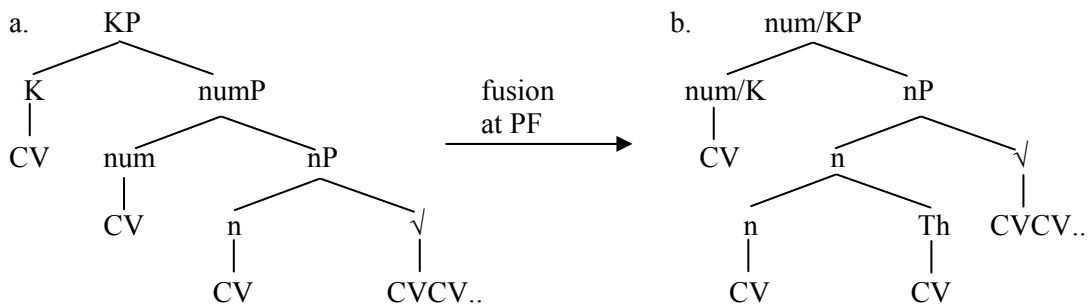 a. KP b. num/KP
K numP fusion num/K nP
at PF
CV num nP CV n √
CV n √ n Th CVCV..
CV CVCV.. CV CV